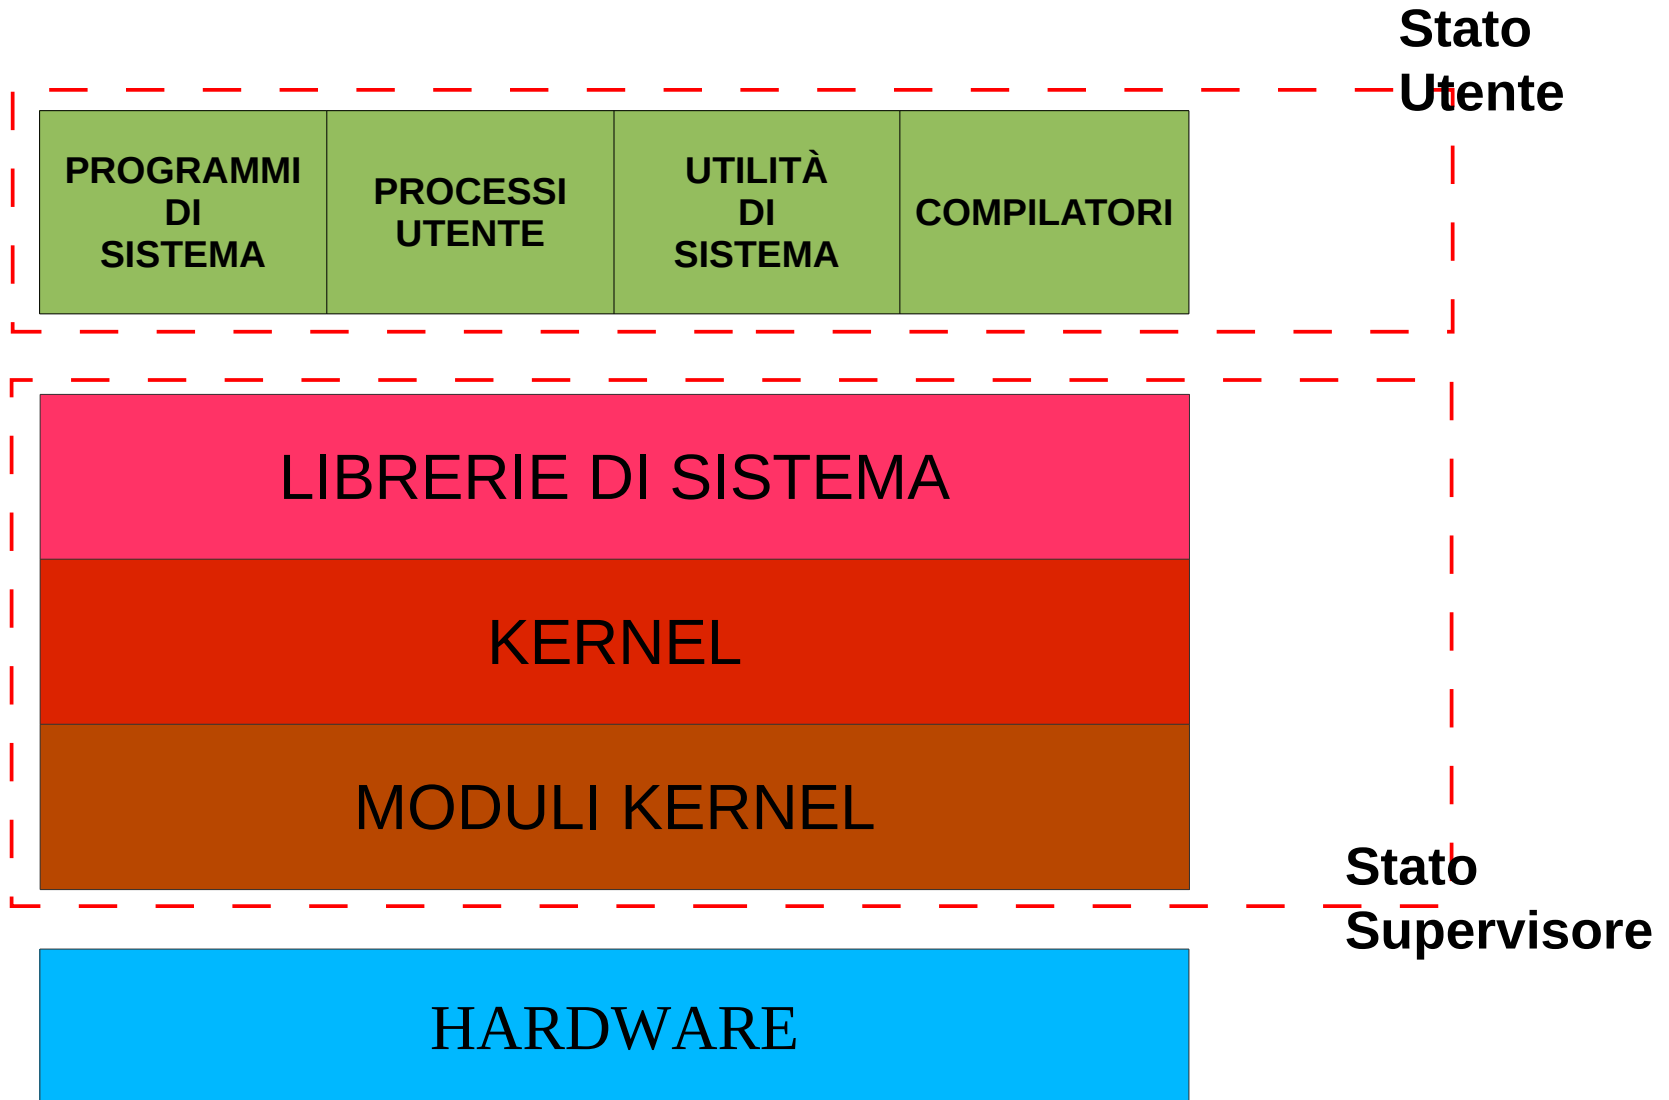 Stato
Utente
PROGRAMMI
DI
SISTEMA
PROCESSI
UTENTE
UTILITÀ
DI
SISTEMA
COMPILATORI
LIBRERIE DI SISTEMA
KERNEL
MODULI KERNEL
Stato
Supervisore
HARDWARE